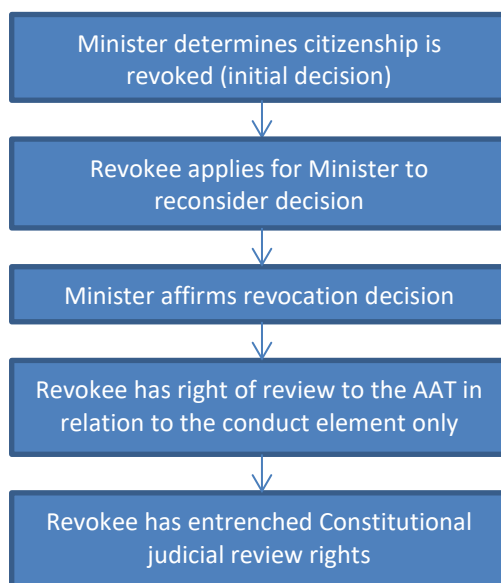 Minister determines citizenship is
revoked (initial decision)
Revokee applies for Minister to
reconsider decision
Minister affirms revocation decision
Revokee has right of review to the AAT in
relation to the conduct element only
Revokee has entrenched Constitutional
judicial review rights